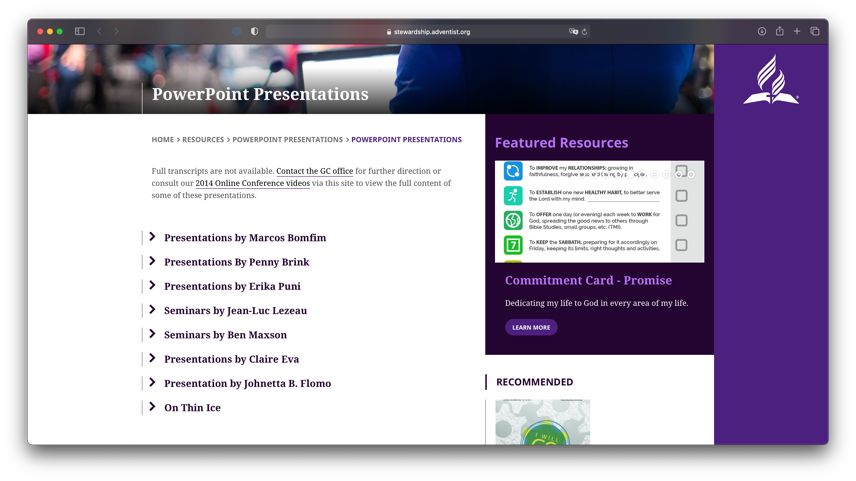 stewardship.adventist.org
PowerPoint Presentations
HOME > RESOURCES > POWERPOINT PRESENTATIONS > POWERPOINT PRESENTATIONS
Full transcripts are not available. Contact the GC office for further direction or
consult our 2014 Online Conference videos via this site to view the full content of
some of these presentations.
Presentations by Marcos Bomfim
Presentations By Penny Brink
Presentations by Erika Puni
Seminars by Jean-Luc Lezeau
Seminars by Ben Maxson
Presentations by Claire Eva
Presentation by Johnetta B. Flomo
On Thin Ice
Featured Resources
To IMPROVE my RELATIONSHIPS: growing in
faithfulness, forgive
To ESTABLISH one new HEALTHY HABIT, to better serve
the Lord with my mind:
To OFFER one day (or evening) each week to WORK for
God, spreading the good news to others through
Bible Studies, small groups, etc. (TMI).
7
To KEEP the SABBATH, preparing for it accordingly on
Friday, keeping its limits, right thoughts and activities.
Commitment Card - Promise
Dedicating my life to God in every area of my life.
LEARN MORE
RECOMMENDED
I WILL
GO